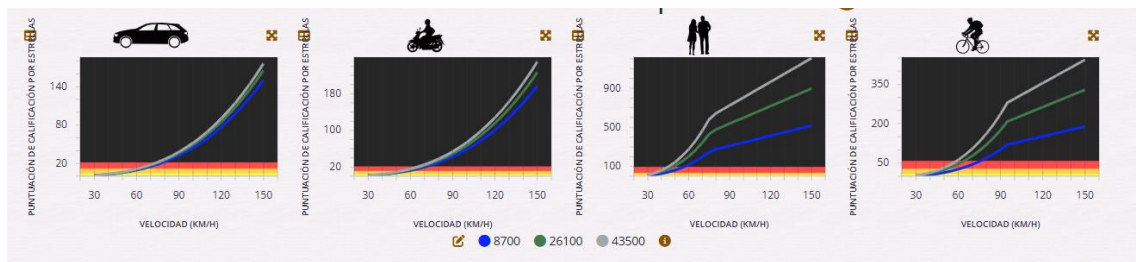 PUNTUACIÓN DE CALIFICACIÓN POR ESTRELLAS
140
80
20
30 60 90 120 150
VELOCIDAD (KM/H)
PUNTUACIÓN DE CALIFICACIÓN POR ESTRELLAS
180
100
20
30 60 90 120 150
VELOCIDAD (KM/H)
PUNTUACIÓN DE CALIFICACIÓN POR ESTRELLAS
900
500
100
30 60 90 120 150
VELOCIDAD (KM/H)
PUNTUACIÓN DE CALIFICACIÓN POR ESTRELLAS
350
200
50
30 60 90 120 150
VELOCIDAD (KM/H)
8700 26100 43500